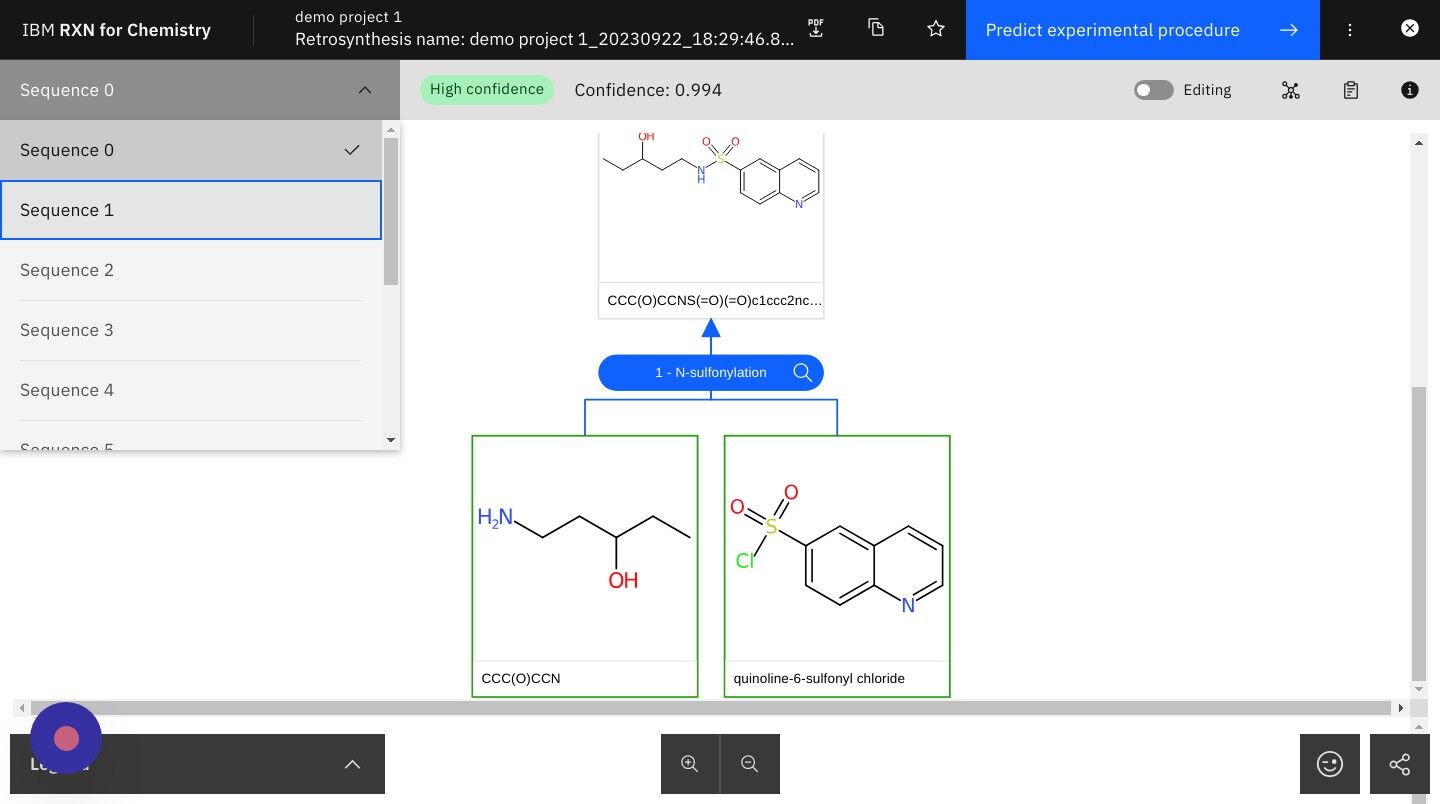 IBM RXN for Chemistry
demo project 1
Retrosynthesis name: demo project 1_20230922_18:29:46.8...
PDF
Predict experimental procedure
Sequence 0
High confidence
Confidence: 0.994
Editing
Sequence 0
Sequence 1
Sequence 2
Sequence 3
Sequence 4
Sequence 5
OH
O O
S
N
H
N
CCC(O)CCNS(=O)(=O)c1ccc2nc...
1 - N-sulfonylation
H2N
OH
CCC(O)CCN
O
O
S
Cl
N
quinoline-6-sulfonyl chloride